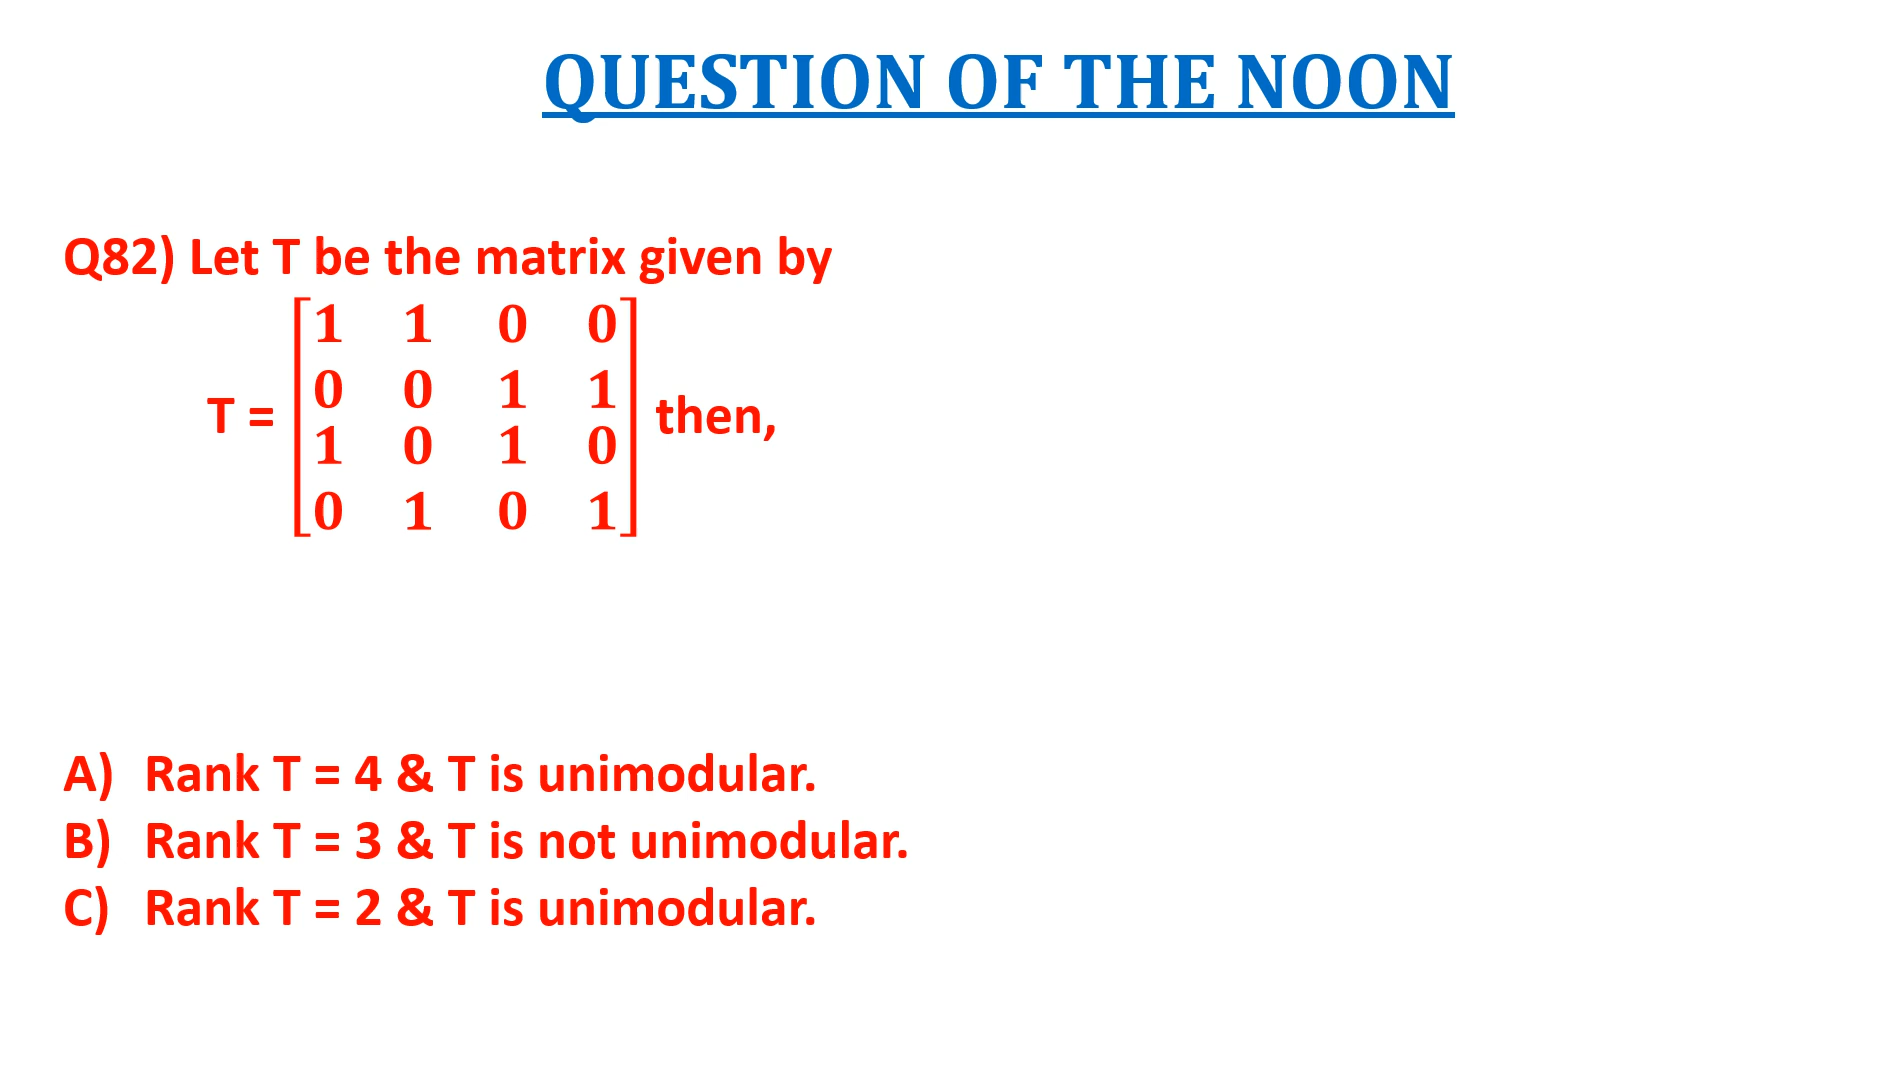 QUESTION OF THE NOON
Q82) Let T be the matrix given by
1 1 0 0
0 0 1 1
T = then,
1 0 1 0
0 1 0 1
A) Rank T = 4 & T is unimodular.
B) Rank T = 3 & T is not unimodular.
C) Rank T = 2 & T is unimodular.